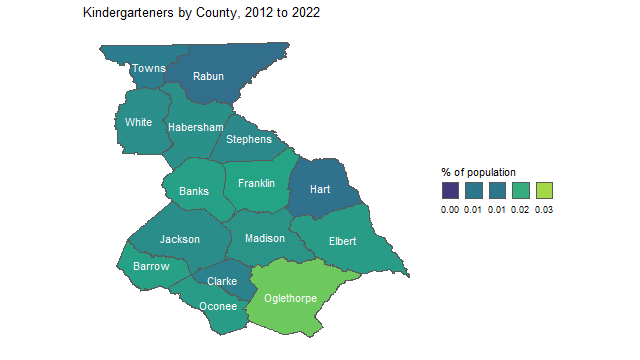 Kindergarteners by County, 2012 to 2022
Towns
Rabun
White
Habersham
Stephens
Banks
Franklin
Hart
Jackson
Madison
Elbert
Barrow
Clarke
Oconee
Oglethorpe
% of population
0.00 0.01 0.01 0.02 0.03